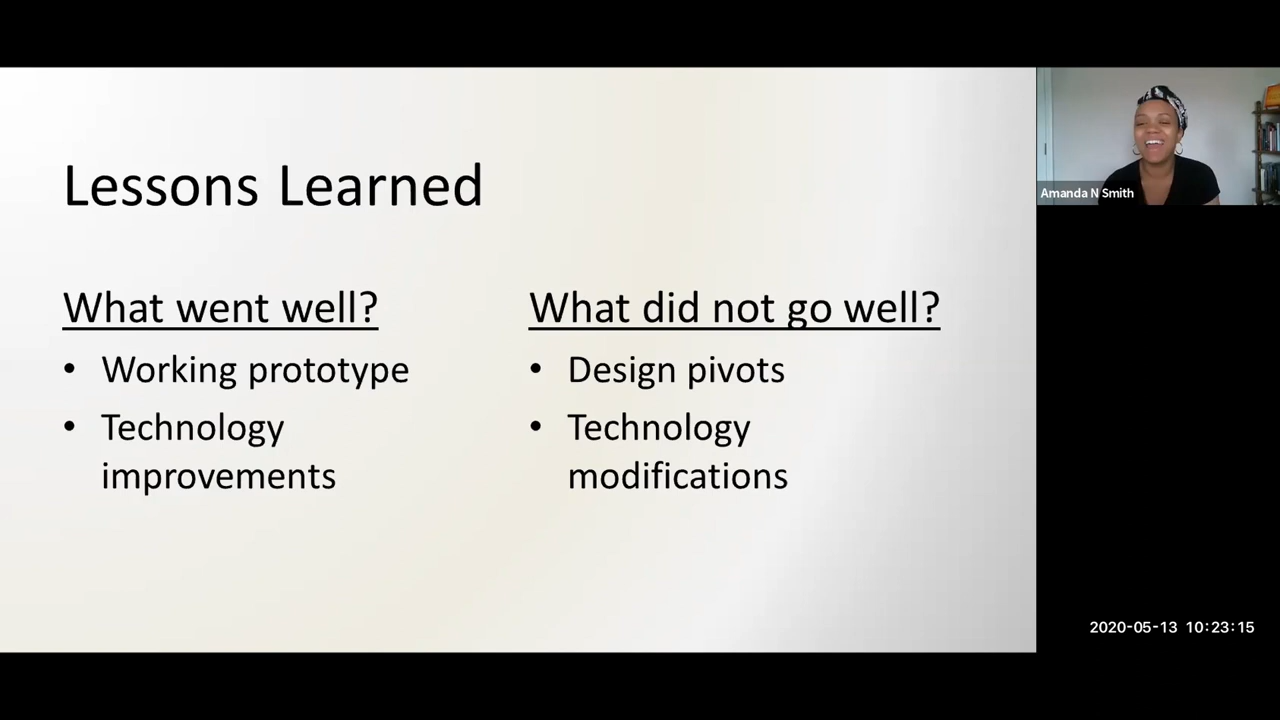 Lessons Learned
What went well?
• Working prototype
• Technology
improvements
What did not go well?
• Design pivots
• Technology
modifications
Amanda N Smith
2020-05-13 10:23:15